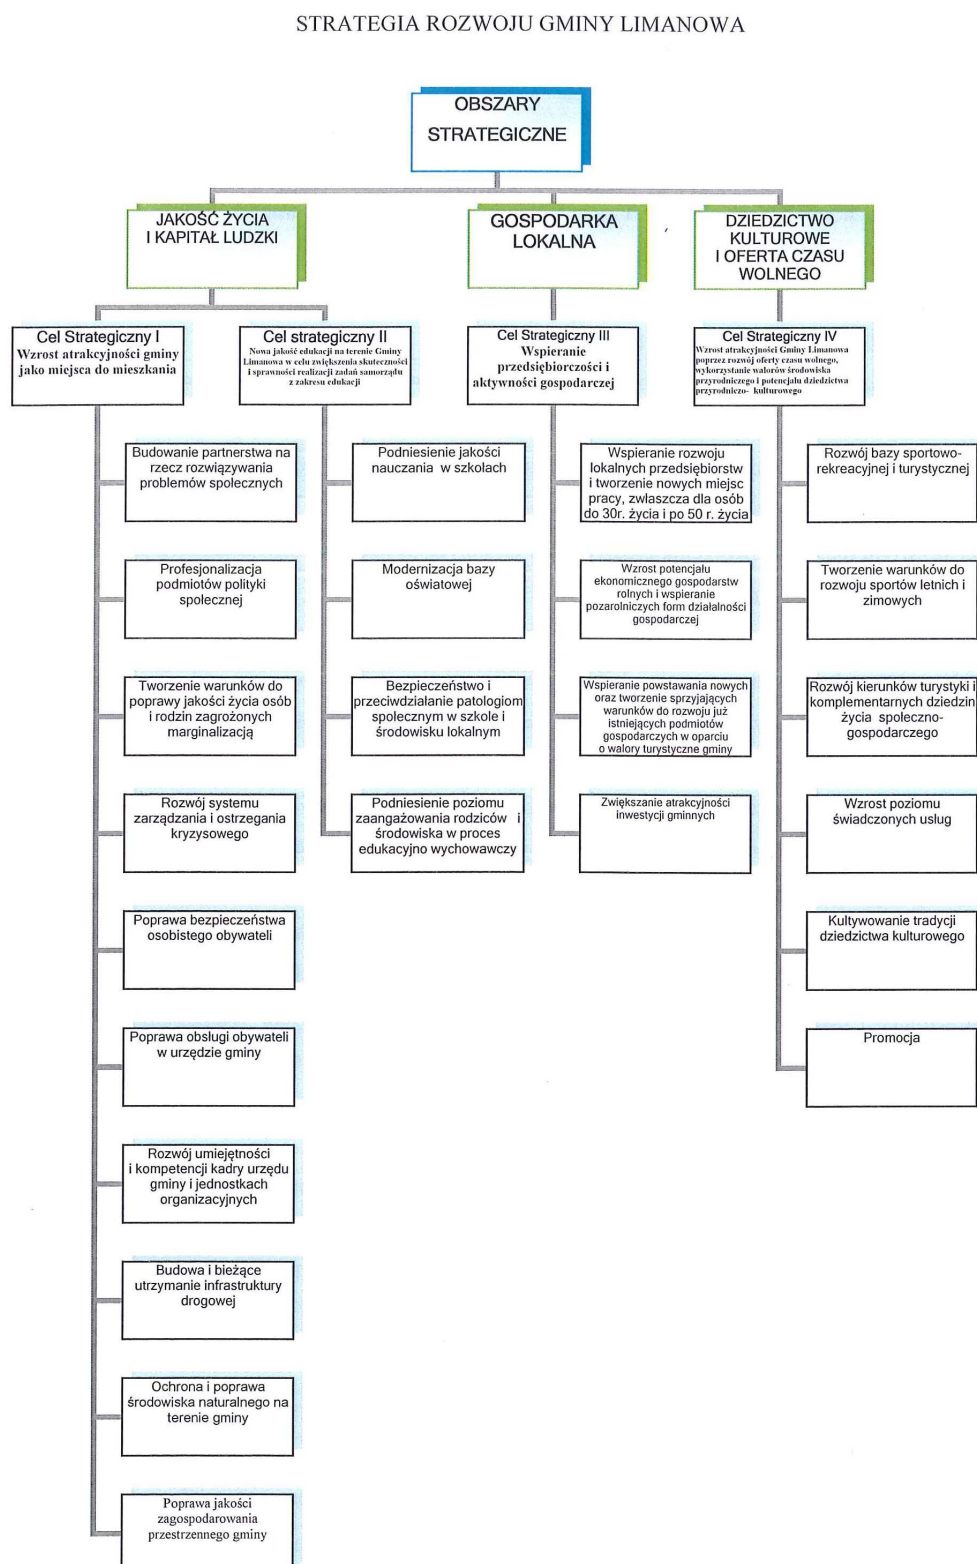 STRATEGIA ROZWOJU GMINY LIMANOWA
OBSZARY
STRATEGICZNE
JAKOŚĆ ŻYCIA
I KAPITAŁ LUDZKI
GOSPODARKA
LOKALNA
DZIEDZICTWO
KULTUROWE
I OFERTA CZASU
WOLNEGO
Cel Strategiczny I
Wzrost atrakcyjności gminy
jako miejsca do mieszkania
Cel strategiczny II
Nowa jakość edukacji na terenie Gminy
Limanowa w celu zwiększenia skuteczności
i sprawności realizacji zadań samorządu
z zakresu edukacji
Cel Strategiczny III
Wspieranie
przedsiębiorczości i
aktywności gospodarczej
Cel Strategiczny IV
Wzrost atrakcyjności Gminy Limanowa
poprzez rozwój oferty czasu wolnego,
wykorzystanie walorów środowiska
przyrodniczego i potencjału dziedzictwa
przyrodniczo- kulturowego
Budowanie partnerstwa na
rzecz rozwiązywania
problemów społecznych
Profesjonalizacja
podmiotów polityki
społecznej
Tworzenie warunków do
poprawy jakości życia osób
i rodzin zagrożonych
marginalizacją
Rozwój systemu
zarządzania i ostrzegania
kryzysowego
Poprawa bezpieczeństwa
osobistego obywateli
Poprawa obsługi obywateli
w urzędzie gminy
Rozwój umiejętności
i kompetencji kadry urzędu
gminy i jednostkach
organizacyjnych
Budowa i bieżące
utrzymanie infrastruktury
drogowej
Ochrona i poprawa
środowiska naturalnego na
terenie gminy
Poprawa jakości
zagospodarowania
przestrzennego gminy
Podniesienie jakości
nauczania w szkołach
Modernizacja bazy
oświatowej
Bezpieczeństwo i
przeciwdziałanie patologiom
społecznym w szkole i
środowisku lokalnym
Podniesienie poziomu
zaangażowania rodziców i
środowiska w proces
edukacyjno wychowawczy
Wspieranie rozwoju
lokalnych przedsiębiorstw
i tworzenie nowych miejsc
pracy, zwłaszcza dla osób
do 30r. życia i po 50 r. życia
Wzrost potencjału
ekonomicznego gospodarstw
rolnych i wspieranie
pozarolniczych form działalności
gospodarczej
Wspieranie powstawania nowych
oraz tworzenie sprzyjających
warunków do rozwoju już
istniejących podmiotów
gospodarczych w oparciu
o walory turystyczne gminy
Zwiększanie atrakcyjności
inwestycji gminnych
Rozwój bazy sportowo-
rekreacyjnej i turystycznej
Tworzenie warunków do
rozwoju sportów letnich i
zimowych
Rozwój kierunków turystyki i
komplementarnych dziedzin
życia społeczno-
gospodarczego
Wzrost poziomu
świadczonych usług
Kultywowanie tradycji
dziedzictwa kulturowego
Promocja